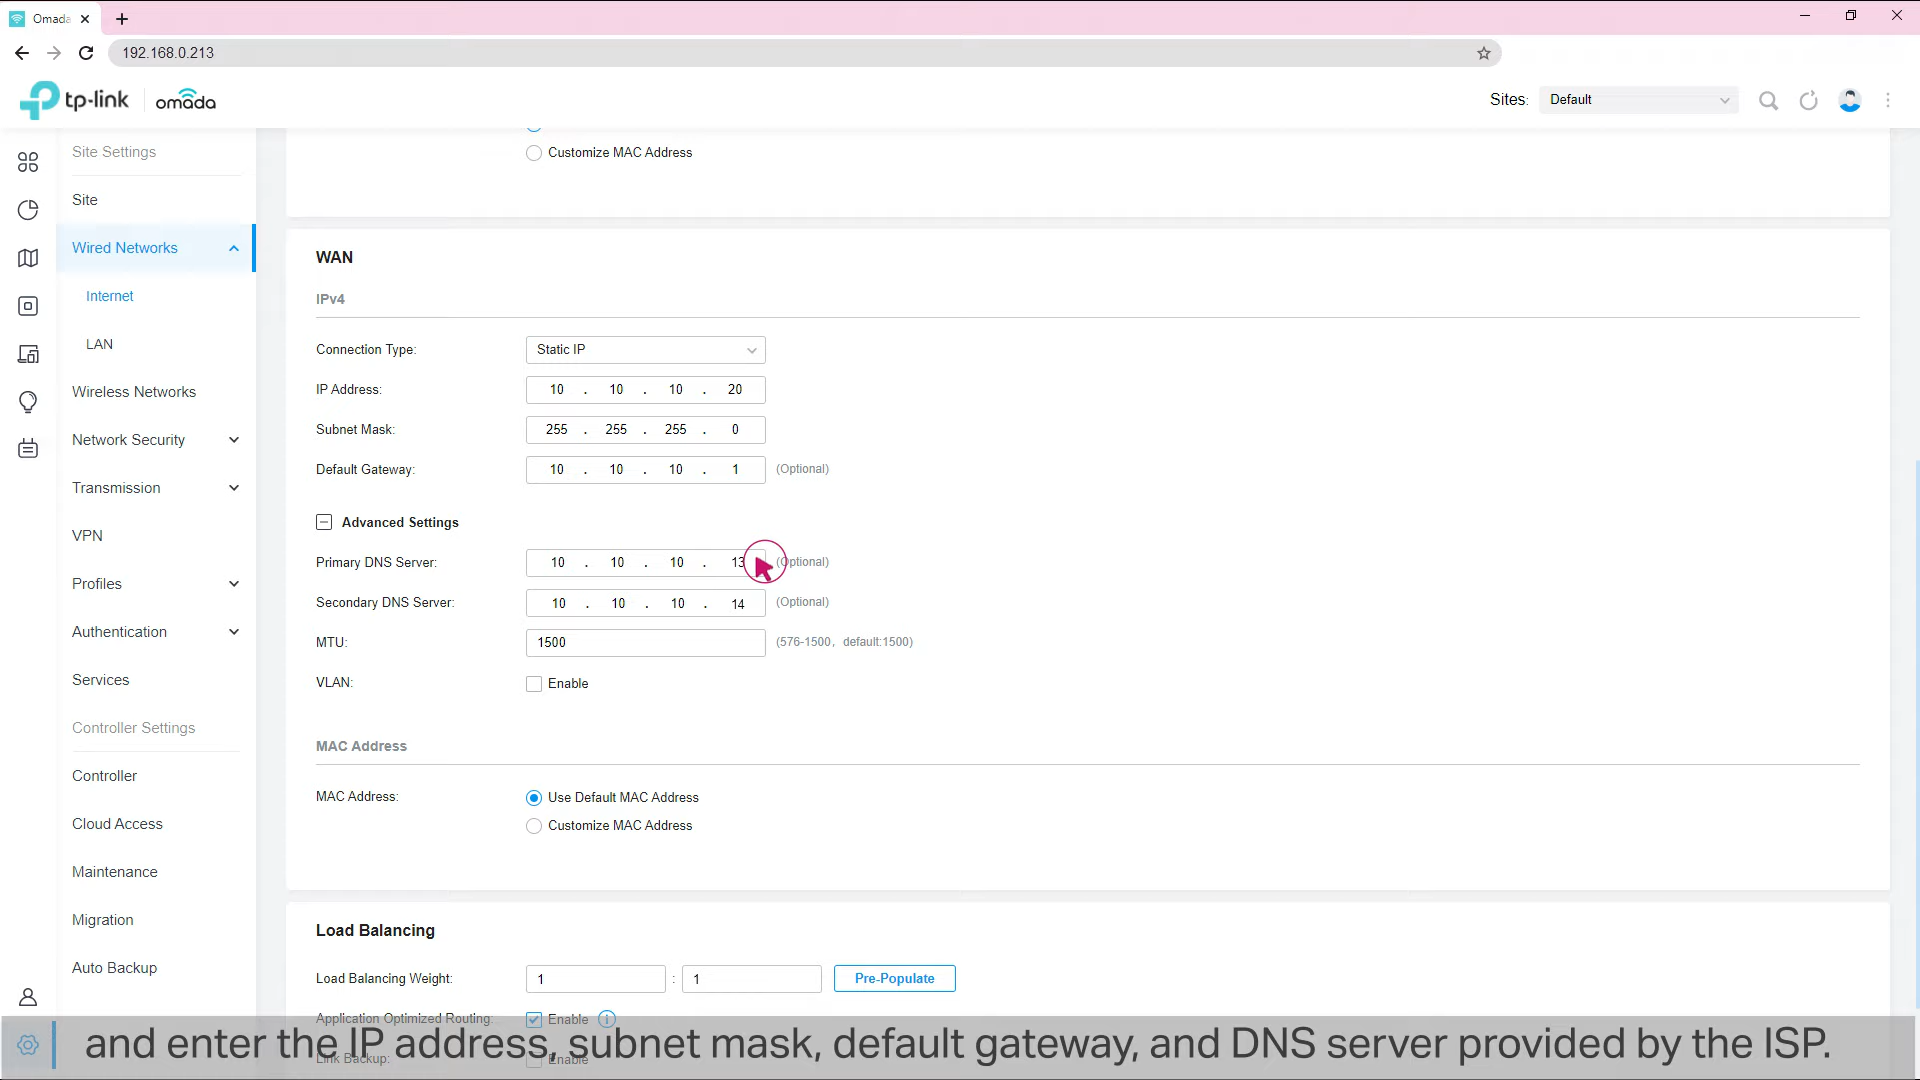 Omada
192.168.0.213
tp-link omada
Sites: Default
Site Settings
Site
Wired Networks
Internet
LAN
Wireless Networks
Network Security
Transmission
VPN
Profiles
Authentication
Services
Controller Settings
Controller
Cloud Access
Maintenance
Migration
Auto Backup
Customize MAC Address
WAN
IPv4
Connection Type: Static IP
IP Address: 10 . 10 . 10 . 20
Subnet Mask: 255 . 255 . 255 . 0
Default Gateway: 10 . 10 . 10 . 1 (Optional)
Advanced Settings
Primary DNS Server: 10 . 10 . 10 . 13 (Optional)
Secondary DNS Server: 10 . 10 . 10 . 14 (Optional)
MTU: 1500 (576-1500, default:1500)
VLAN: Enable
MAC Address
MAC Address: Use Default MAC Address
Customize MAC Address
Load Balancing
Load Balancing Weight: 1 : 1 Pre-Populate
Application Optimized Routing: Enable
Link Backup: Enable
and enter the IP address, subnet mask, default gateway, and DNS server provided by the ISP.